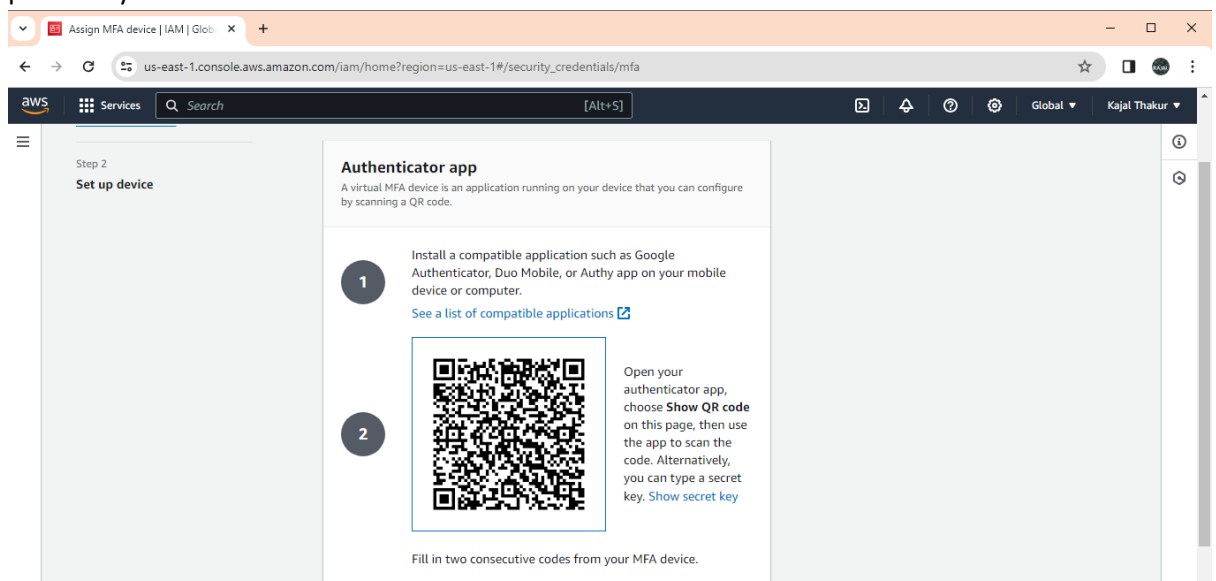 Assign MFA device | IAM | Glob
us-east-1.console.aws.amazon.com/iam/home?region=us-east-1#/security_credentials/mfa
aws
Services
Search
[Alt+S]
Global
Kajal Thakur
Step 2
Set up device
Authenticator app
A virtual MFA device is an application running on your device that you can configure
by scanning a QR code.
1
Install a compatible application such as Google
Authenticator, Duo Mobile, or Authy app on your mobile
device or computer.
See a list of compatible applications
2
Open your
authenticator app,
choose Show QR code
on this page, then use
the app to scan the
code. Alternatively,
you can type a secret
key. Show secret key
Fill in two consecutive codes from your MFA device.